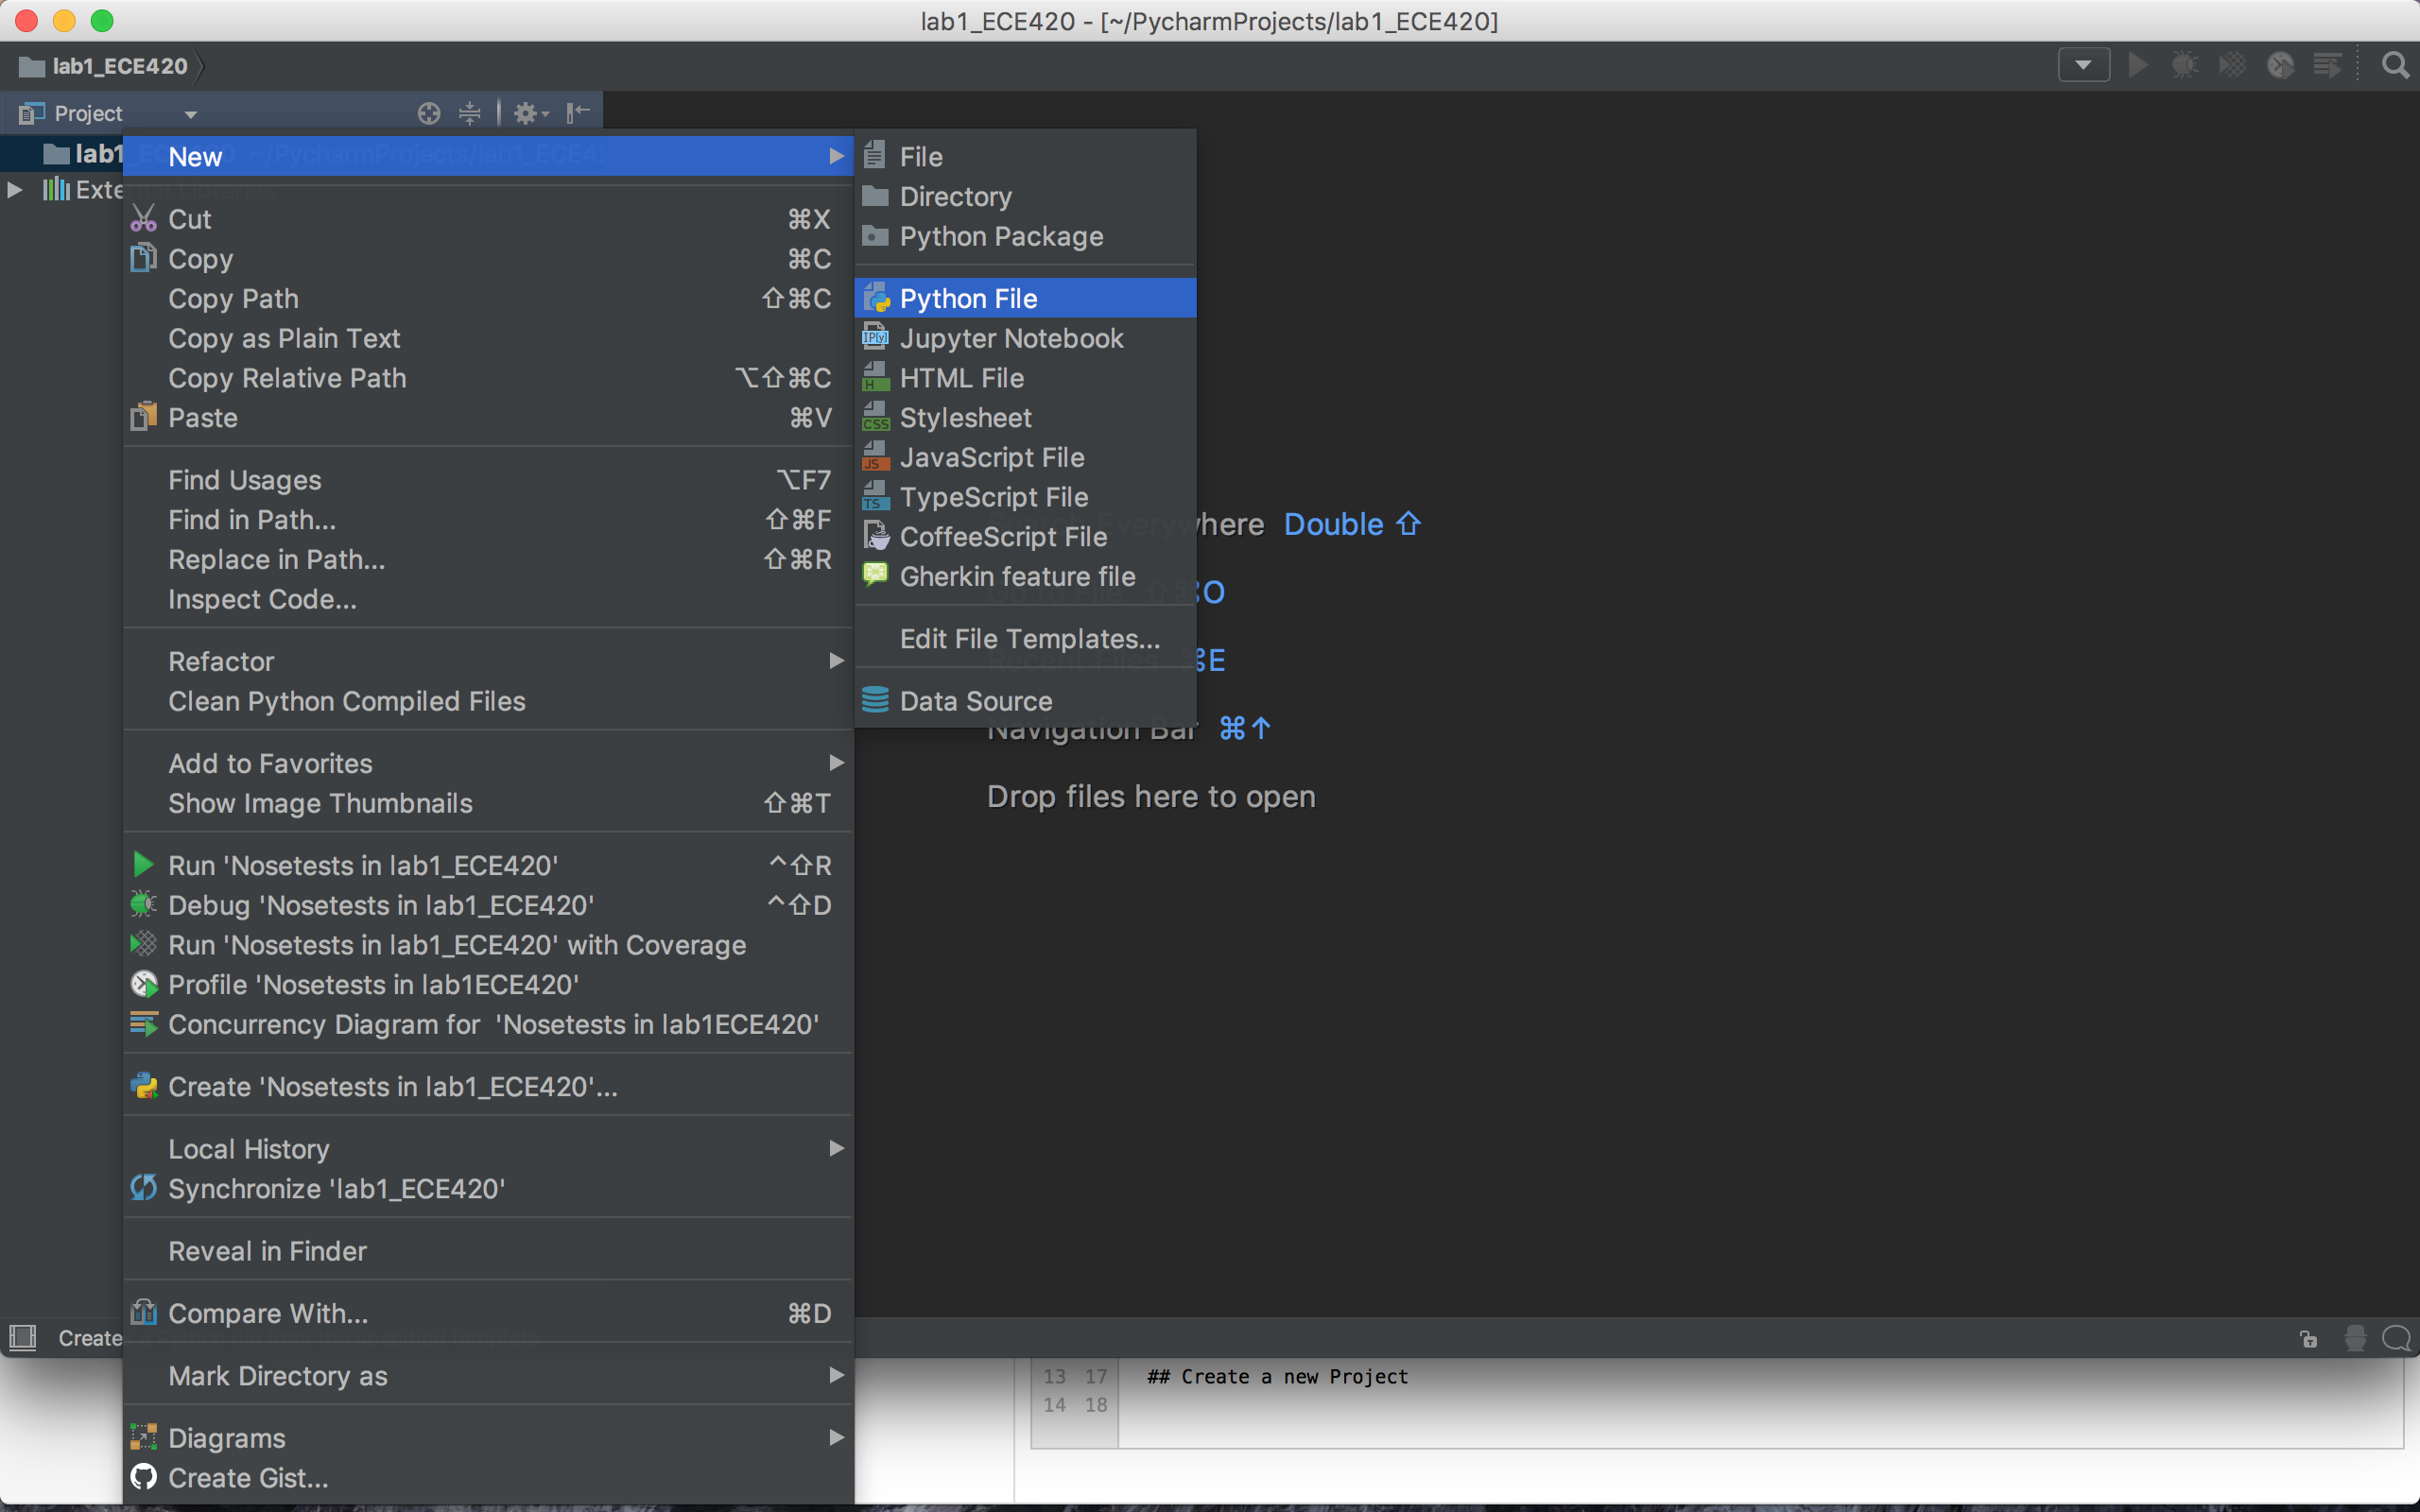 lab1_ECE420 - [~/PycharmProjects/lab1_ECE420]
lab1_ECE420
Project
lab1
Exte
New
Cut ⌘X
Copy ⌘C
Copy Path ⇧⌘C
Copy as Plain Text
Copy Relative Path ⌥⇧⌘C
Paste ⌘V
Find Usages ⌥F7
Find in Path... ⇧⌘F
Replace in Path... ⇧⌘R
Inspect Code...
Refactor
Clean Python Compiled Files
Add to Favorites
Show Image Thumbnails ⇧⌘T
Run 'Nosetests in lab1_ECE420' ^⇧R
Debug 'Nosetests in lab1_ECE420' ^⇧D
Run 'Nosetests in lab1_ECE420' with Coverage
Profile 'Nosetests in lab1ECE420'
Concurrency Diagram for 'Nosetests in lab1ECE420'
Create 'Nosetests in lab1_ECE420'...
Local History
Synchronize 'lab1_ECE420'
Reveal in Finder
Compare With... ⌘D
Mark Directory as
Diagrams
Create Gist...
File
Directory
Python Package
Python File
Jupyter Notebook
HTML File
Stylesheet
JavaScript File
TypeScript File
CoffeeScript File
Gherkin feature file
Edit File Templates...
Data Source
Everywhere Double ⇧
Go to File ⇧⌘O
Recent Files ⌘E
Navigation Bar ⌘↑
Drop files here to open
Create
13 17 ## Create a new Project
14 18